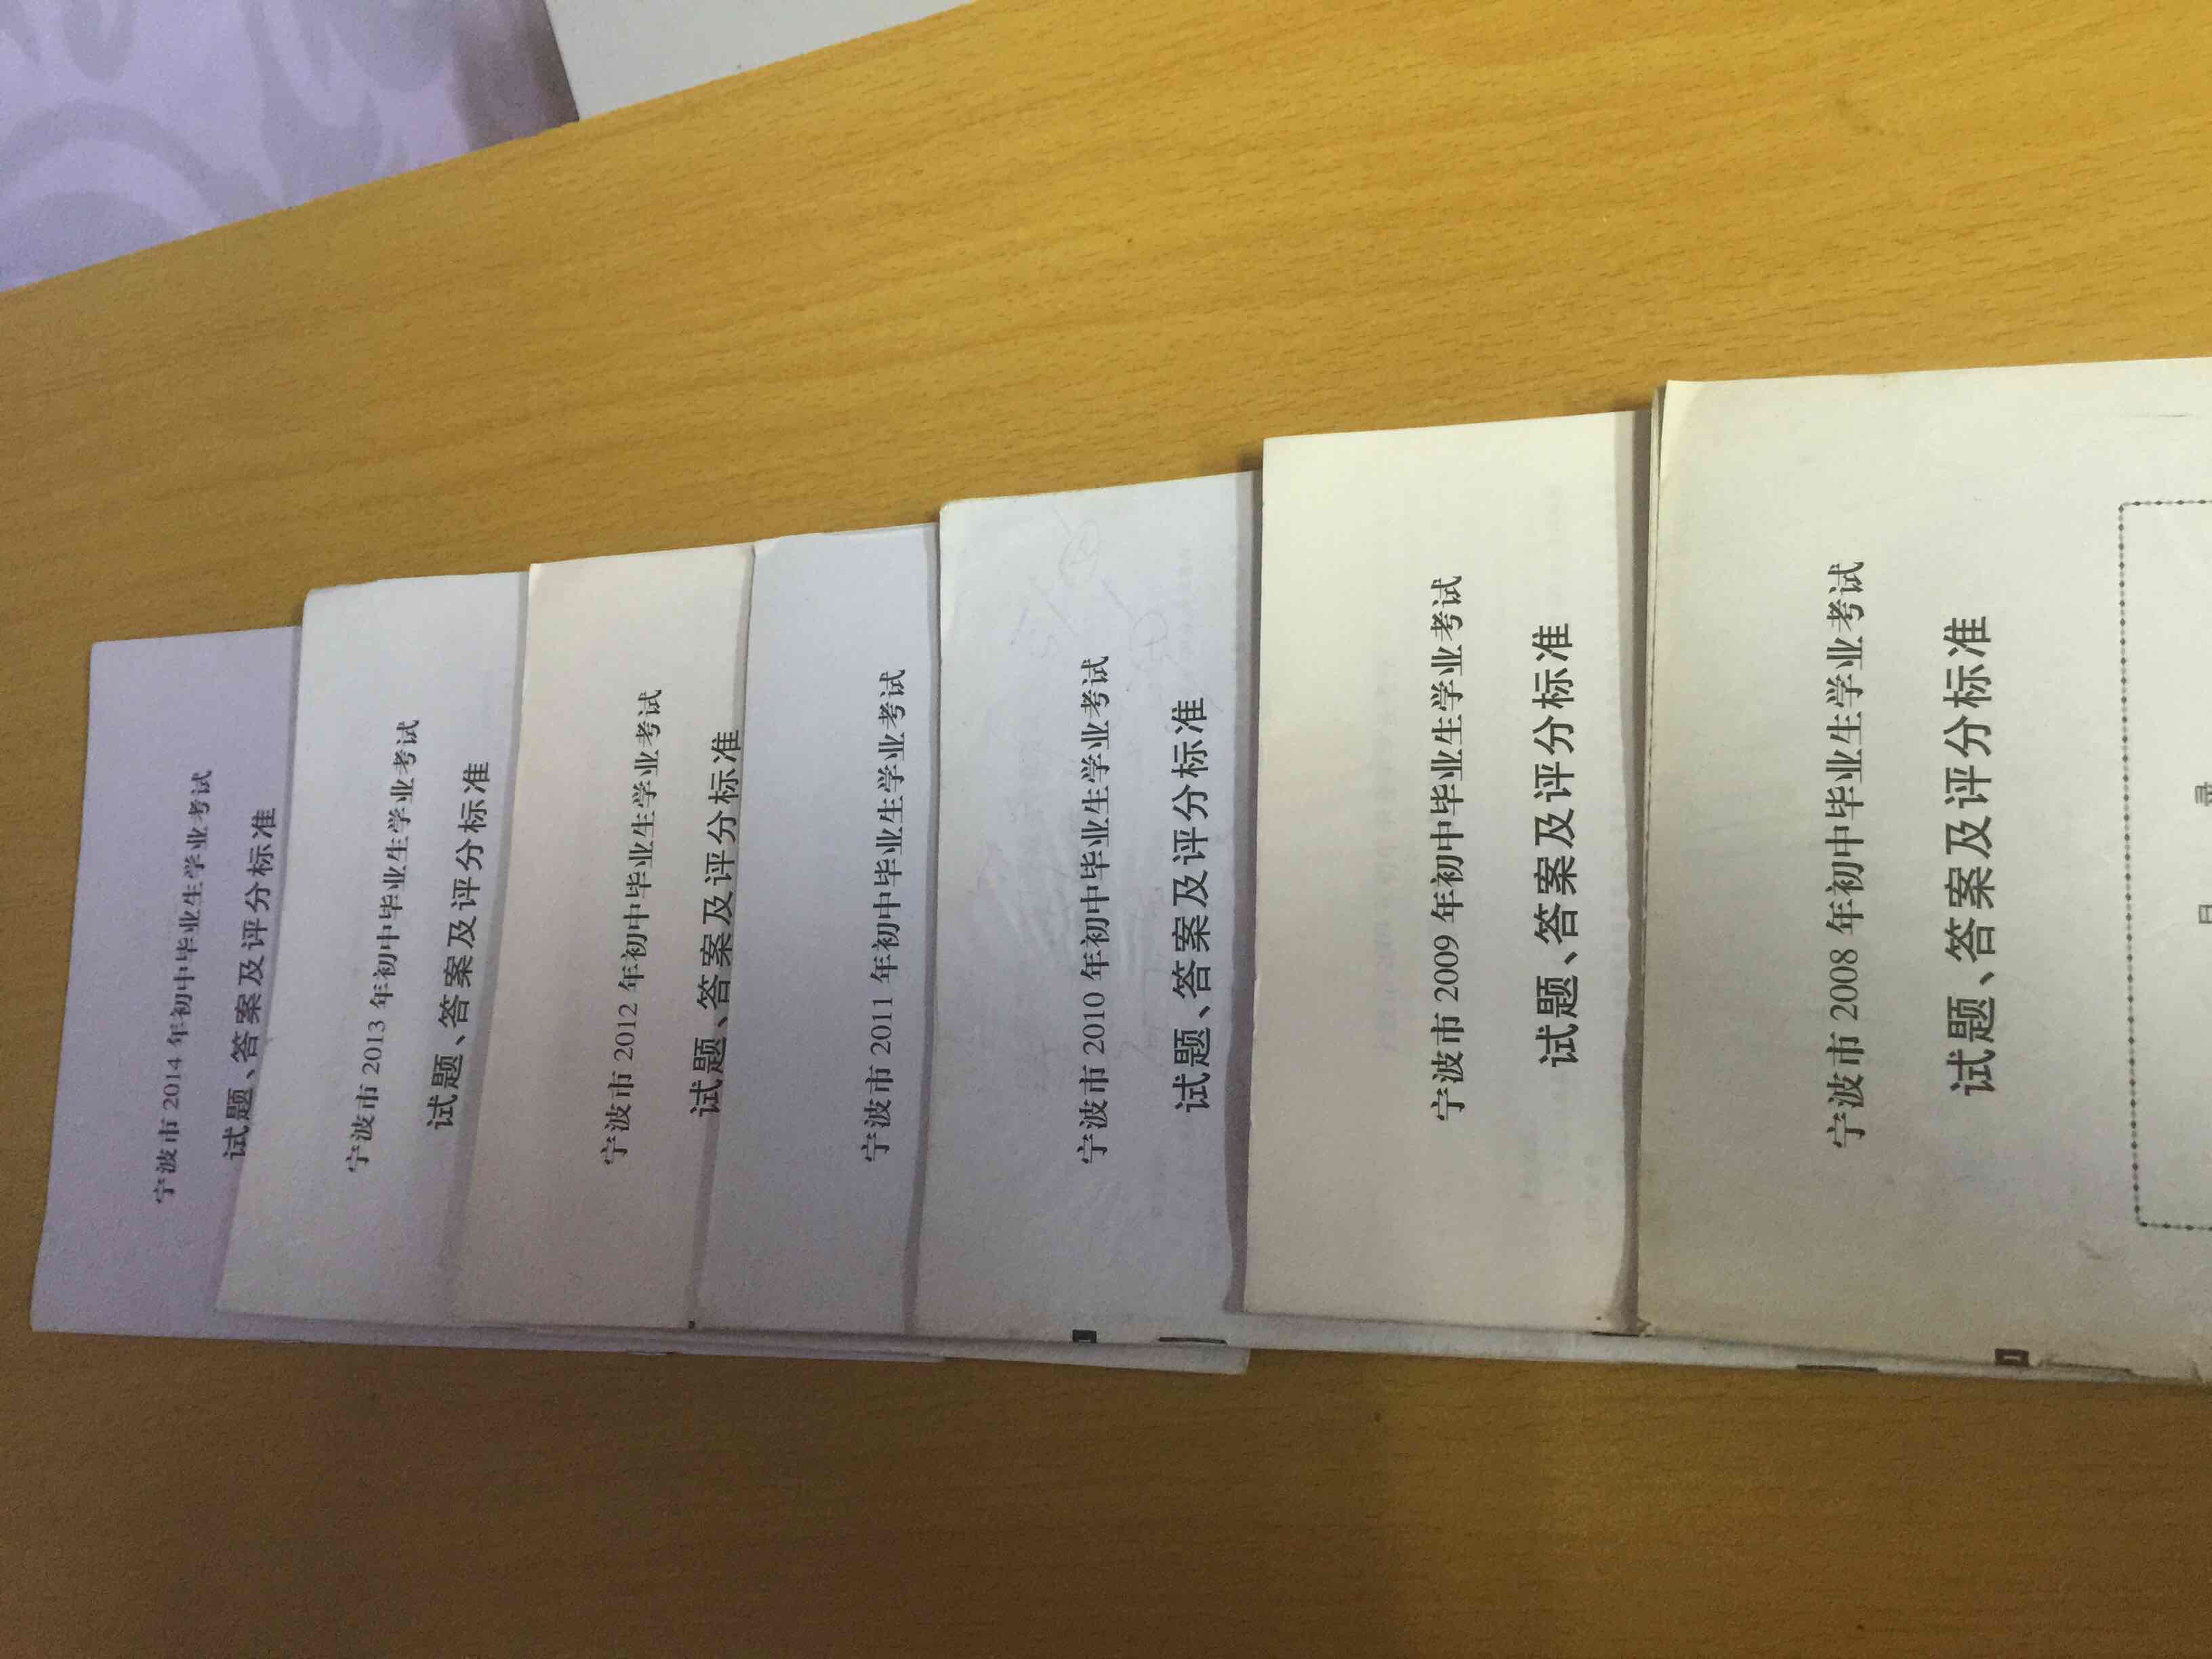 宁波市 2014 年初中毕业生学业考试
试题、答案及评分标准
宁波市 2013 年初中毕业生学业考试
试题、答案及评分标准
宁波市 2012 年初中毕业生学业考试
试题、答案及评分标准
宁波市 2011 年初中毕业生学业考试
宁波市 2010 年初中毕业生学业考试
试题、答案及评分标准
宁波市 2009 年初中毕业生学业考试
试题、答案及评分标准
宁波市 2008 年初中毕业生学业考试
试题、答案及评分标准